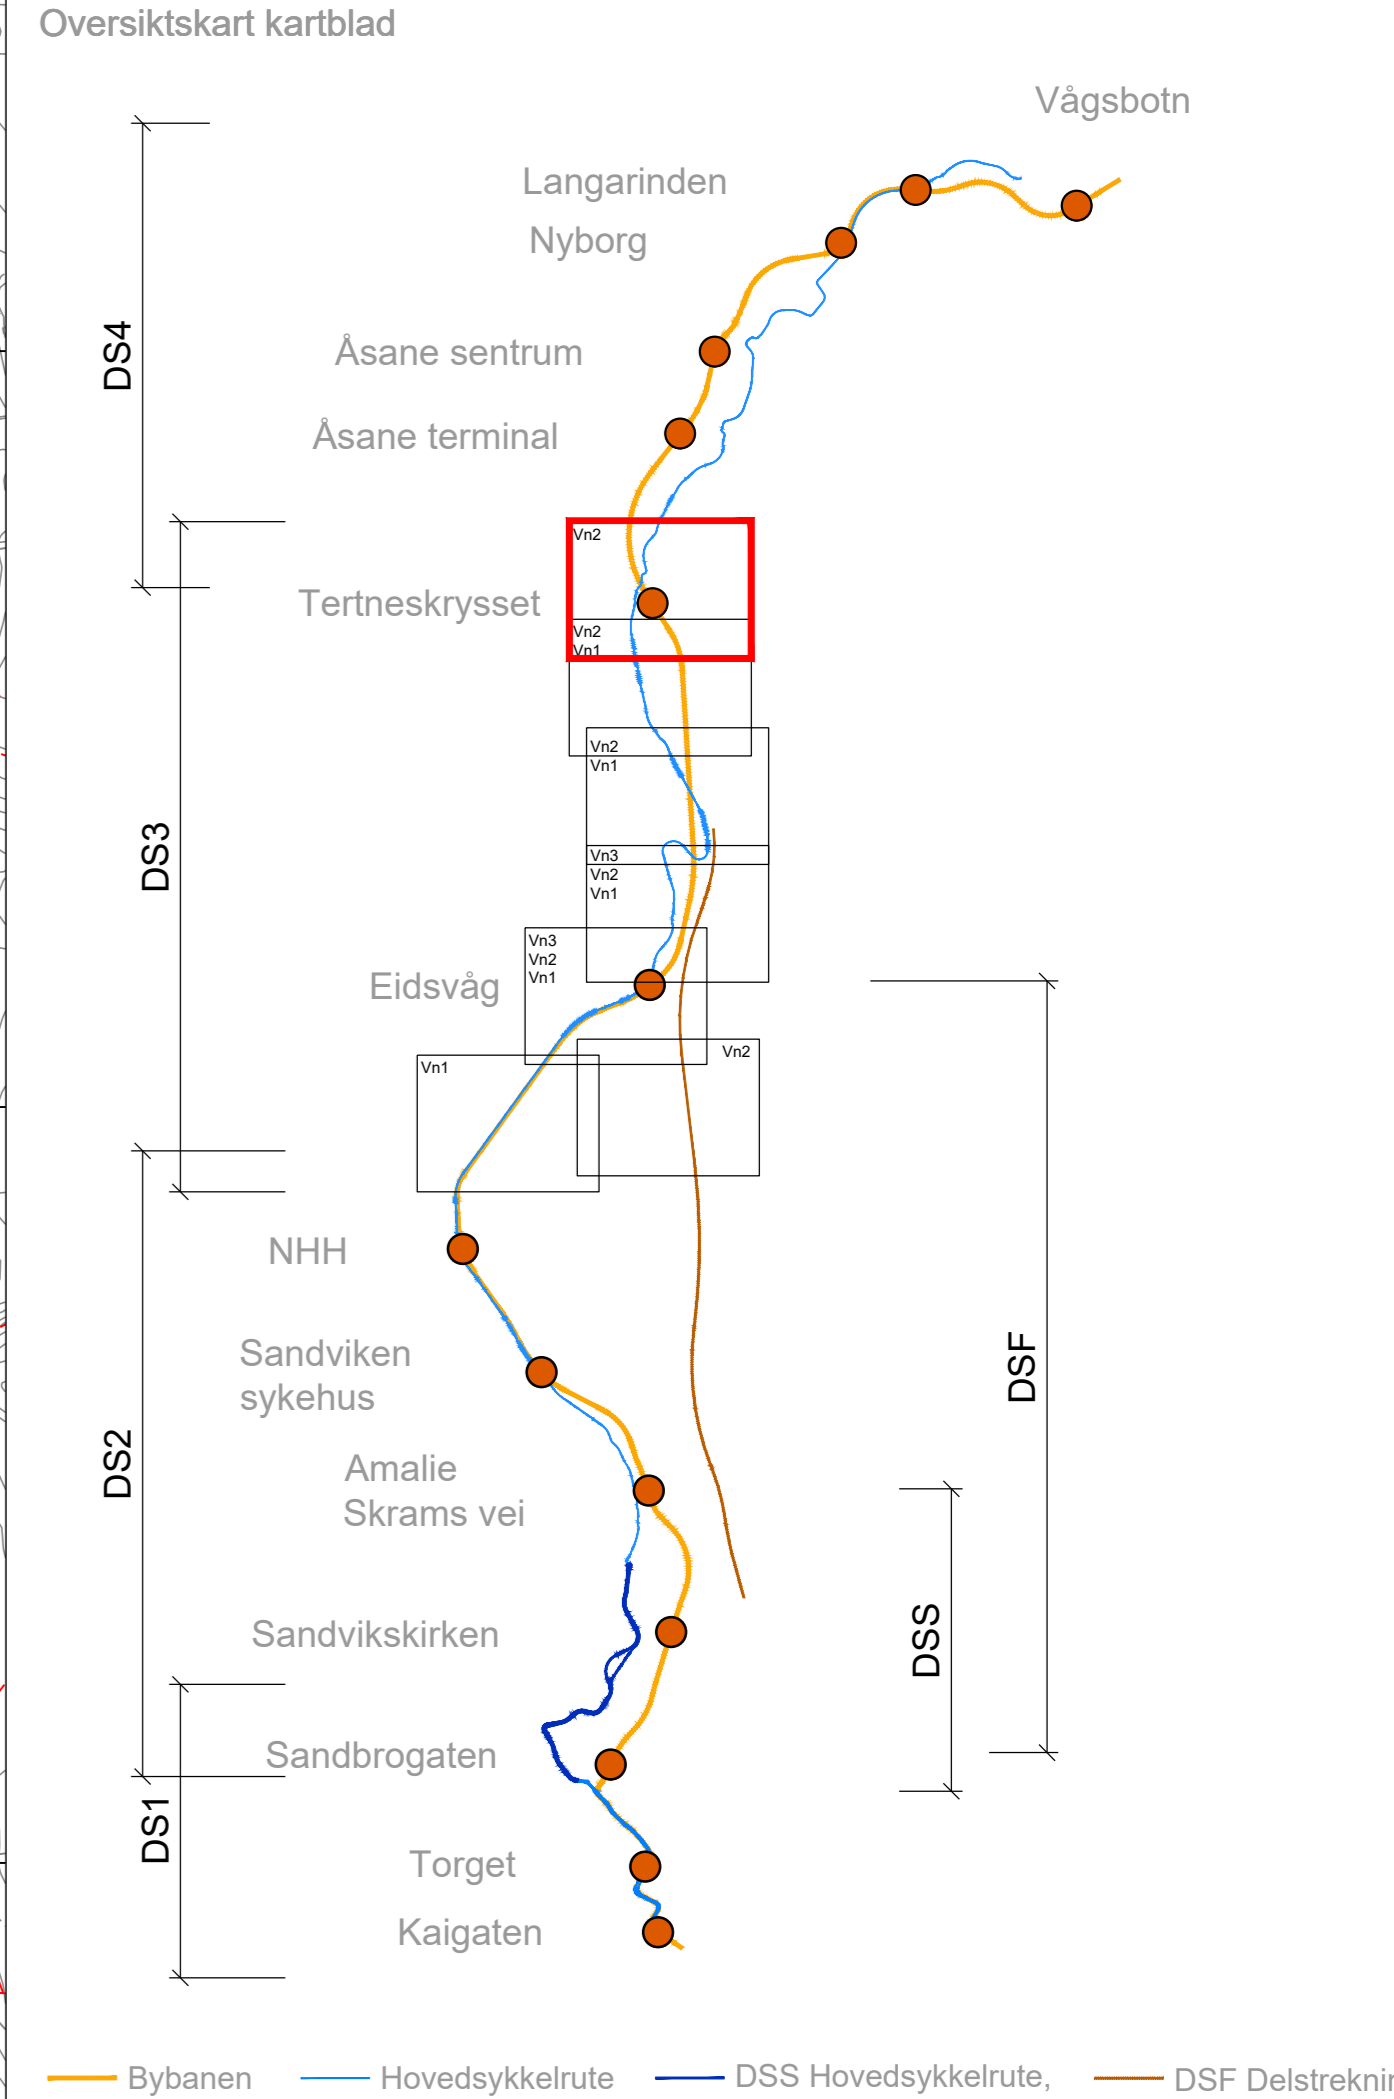 Oversiktskart kartblad
Vågsbotn
Langarinden
Nyborg
DS4
Åsane sentrum
Åsane terminal
Vn2
Tertneskrysset
Vn2
Vn1
Vn2
Vn1
DS3
Vn3
Vn2
Vn1
Vn3
Vn2
Vn1
Eidsvåg
Vn2
Vn1
NHH
Sandviken
sykehus
DSF
DS2
Amalie
Skrams vei
DSS
Sandvikskirken
Sandbrogaten
DS1
Torget
Kaigaten
Bybanen
Hovedsykkelrute
DSS Hovedsykkelrute,
DSF